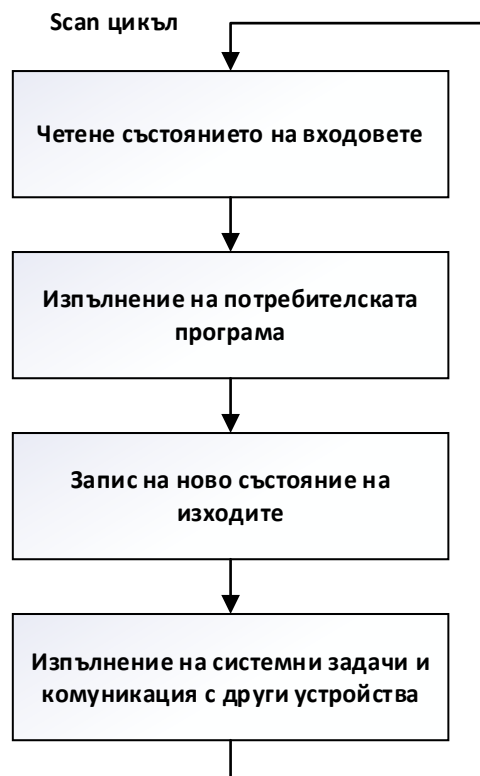 Scan цикъл
Четене състоянието на входовете
Изпълнение на потребителската
програма
Запис на ново състояние на
изходите
Изпълнение на системни задачи и
комуникация с други устройства